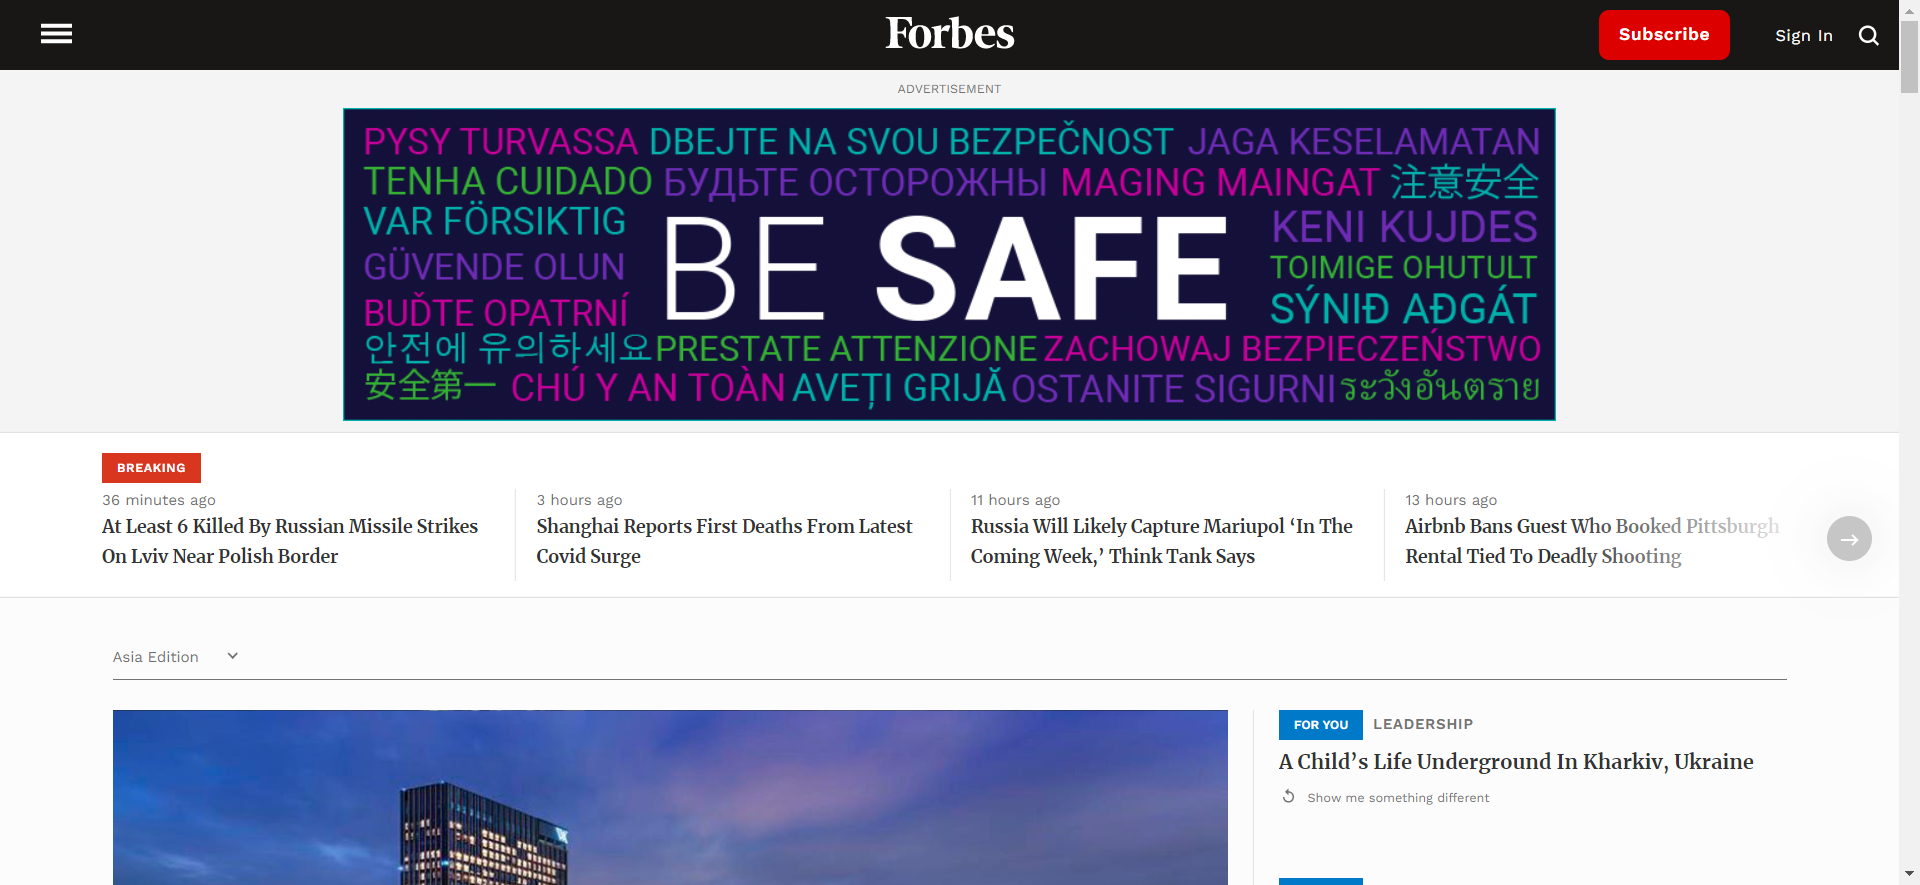 Forbes
Subscribe
Sign In
ADVERTISEMENT
PYSY TURVASSA DBEJTE NA SVOU BEZPEČNOST JAGA KESELAMATAN
TENHA CUIDADO БУДЬТЕ ОСТОРОЖНЫ MAGING MAINGAT 注意安全
VAR FÖRSIKTIG
GÜVENDE OLUN
BUĎTE OPATRNÍ
BE SAFE
KENI KUJDES
TOIMIGE OHUTULT
SÝNIÐ AÐGÁT
안전에 유의하세요 PRESTATE ATTENZIONE ZACHOWAJ BEZPIECZEŃSTWO
安全第一 CHÚ Ý AN TOÀN AVEȚI GRIJĂ OSTANITE SIGURNI ระวังอันตราย
BREAKING
36 minutes ago
At Least 6 Killed By Russian Missile Strikes
On Lviv Near Polish Border
3 hours ago
Shanghai Reports First Deaths From Latest
Covid Surge
11 hours ago
Russia Will Likely Capture Mariupol ‘In The
Coming Week,’ Think Tank Says
13 hours ago
Airbnb Bans Guest Who Booked Pittsburgh
Rental Tied To Deadly Shooting
Asia Edition
FOR YOU LEADERSHIP
A Child’s Life Underground In Kharkiv, Ukraine
Show me something different